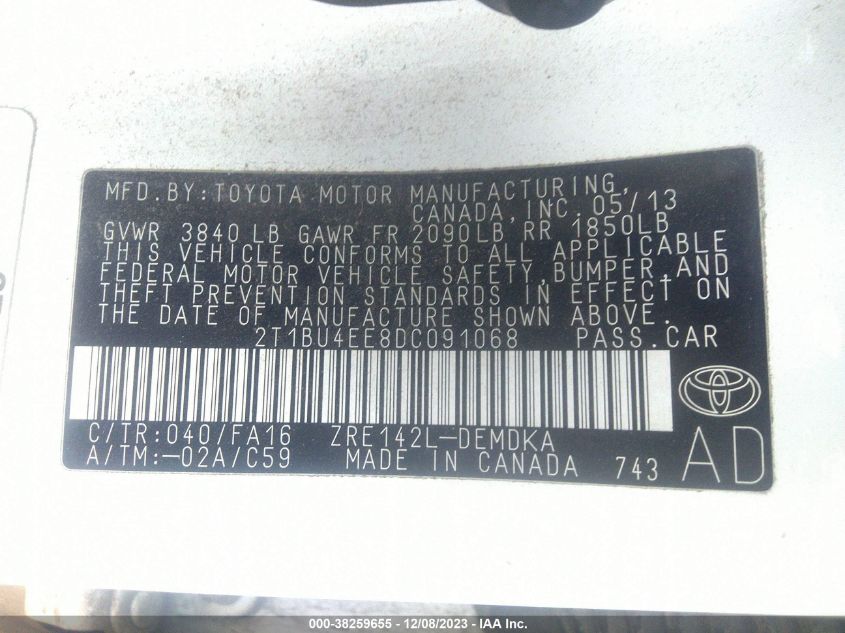 MFD.BY:TOYOTA MOTOR MANUFACTURING,
CANADA,INC. 05/13
GVWR 3840 LB GAWR FR 2090LB RR 1850LB
THIS VEHICLE CONFORMS TO ALL APPLICABLE
FEDERAL MOTOR VEHICLE SAFETY,BUMPER,AND
THEFT PREVENTION STANDARDS IN EFFECT ON
THE DATE OF MANUFACTURE SHOWN ABOVE.
2T1BU4EE8DC091068 PASS.CAR
C/TR:040/FA16 ZRE142L-DEMDKA
A/TM:-02A/C59 MADE IN CANADA 743 AD
000-38259655 - 12/08/2023 - IAA Inc.